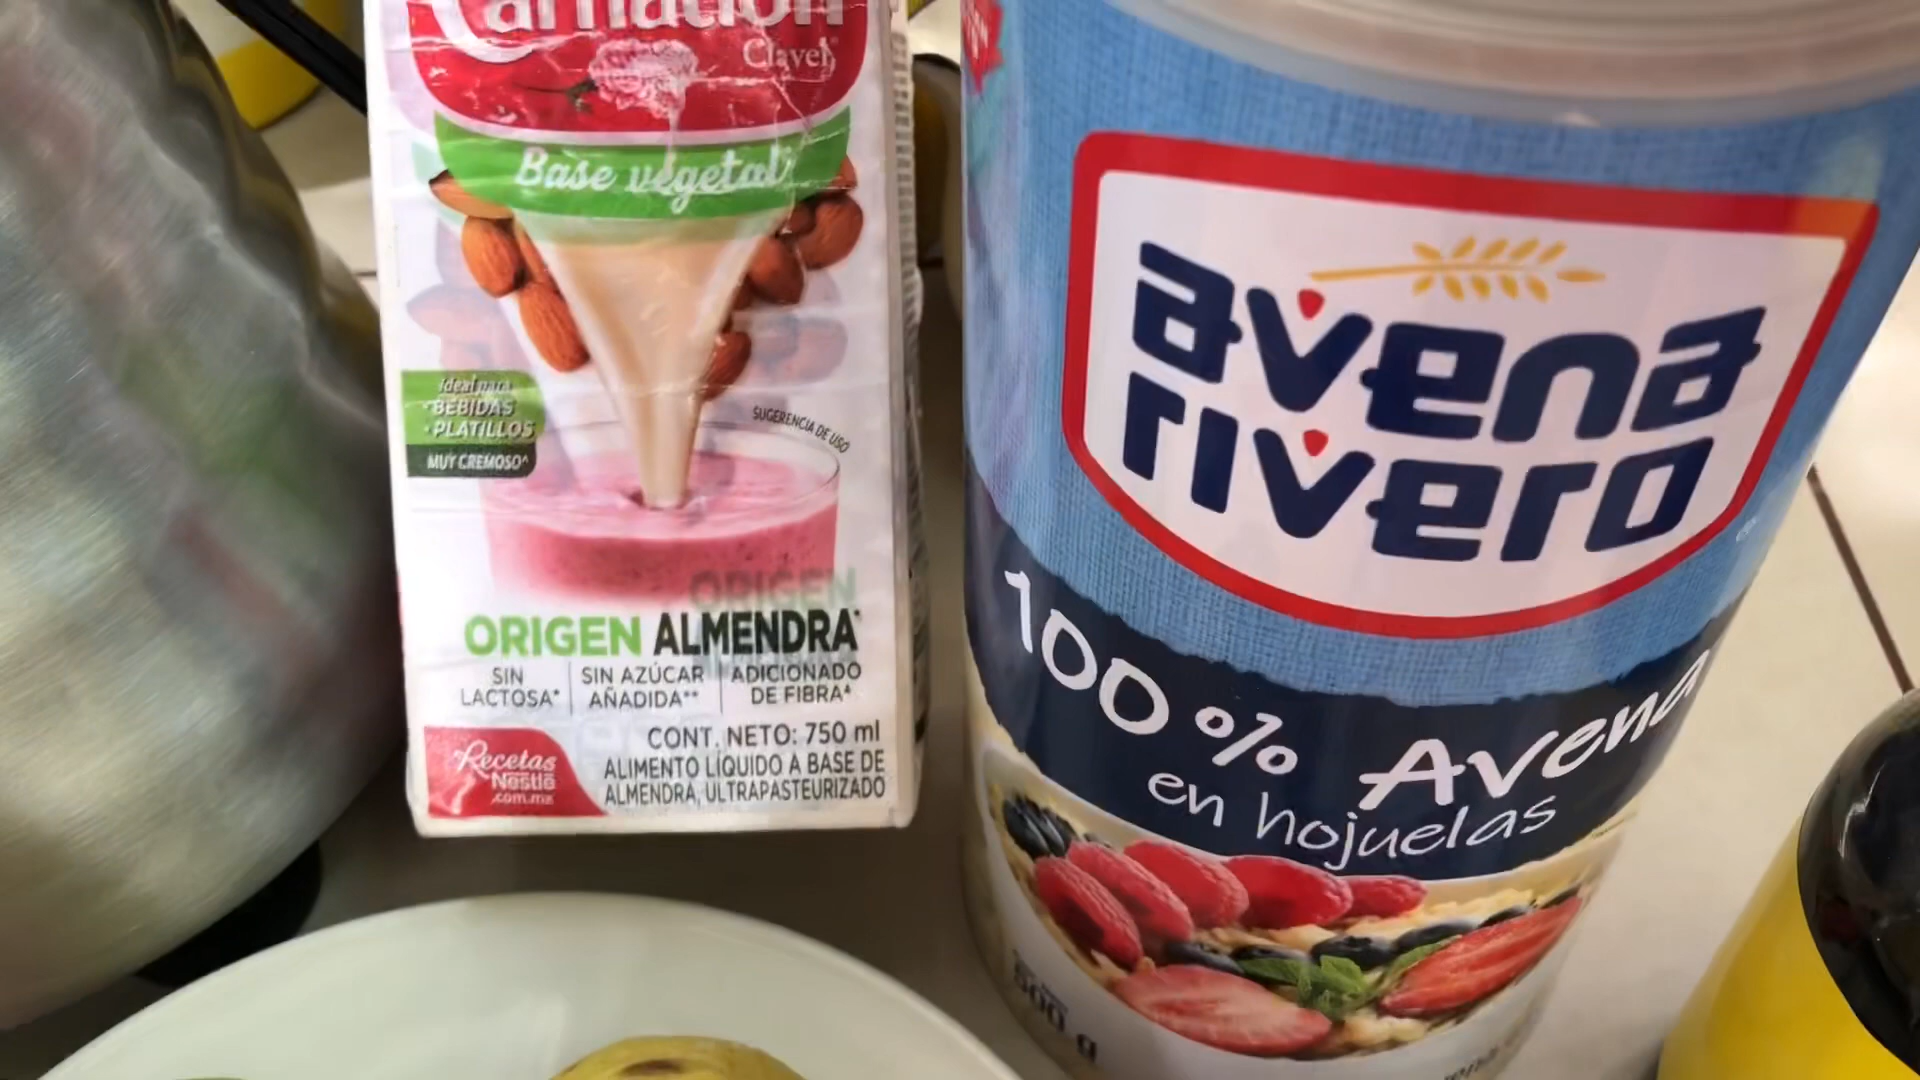 Carnation
Clavel
Base vegetal
Ideal para
• BEBIDAS
• PLATILLOS
MUY CREMOSO^
SUGERENCIA DE USO
ORIGEN ALMENDRA*
SIN
LACTOSA*
SIN AZÚCAR
AÑADIDA**
ADICIONADO
DE FIBRA
CONT. NETO: 750 ml
ALIMENTO LÍQUIDO A BASE DE
ALMENDRA, ULTRAPASTEURIZADO
Recetas
Nestlé
.com.mx
avena
rivero
100% Avena
en hojuelas
500 g